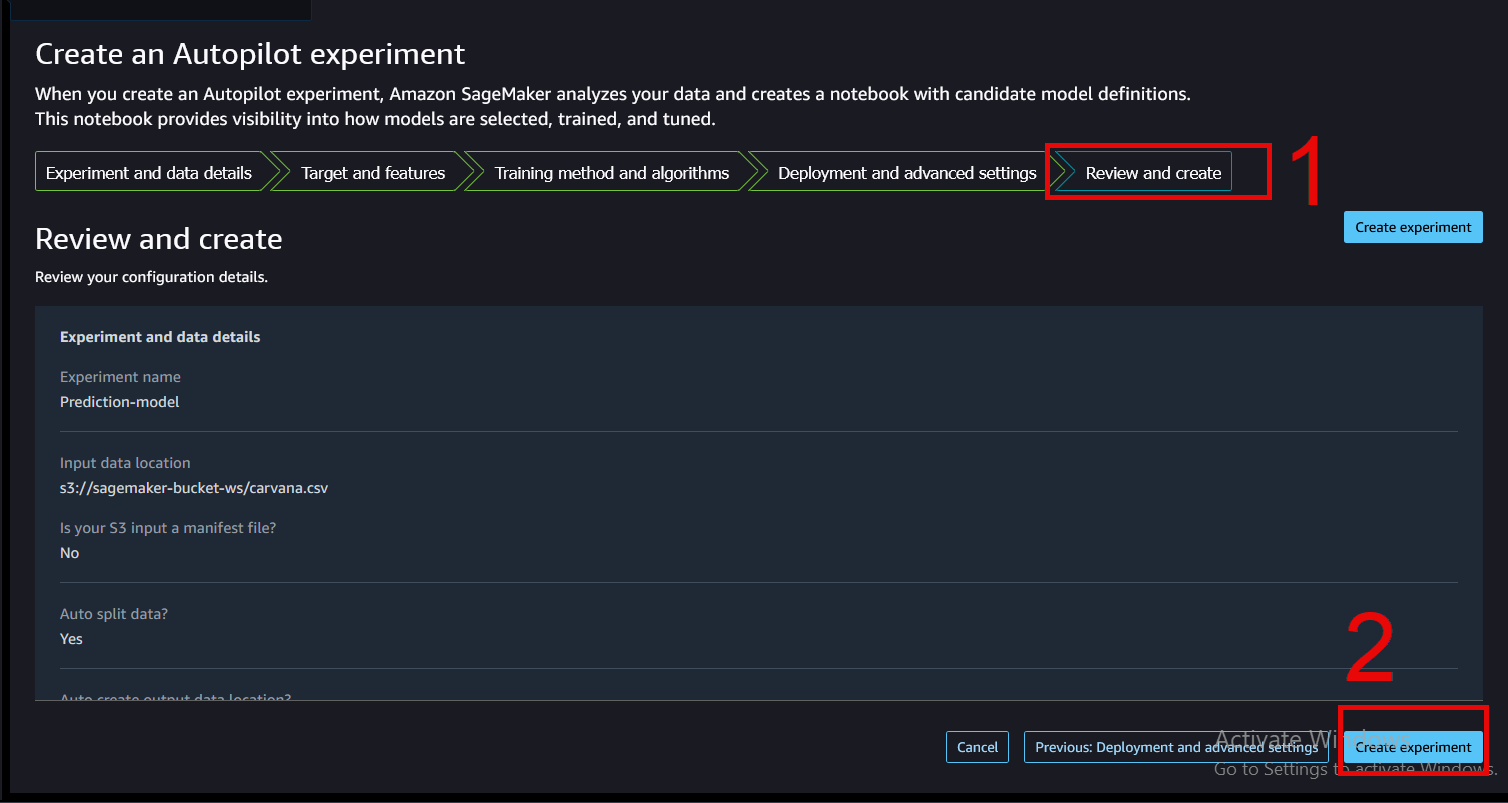 Create an Autopilot experiment
When you create an Autopilot experiment, Amazon SageMaker analyzes your data and creates a notebook with candidate model definitions.
This notebook provides visibility into how models are selected, trained, and tuned.
Experiment and data details
Target and features
Training method and algorithms
Deployment and advanced settings
Review and create
1
Review and create
Create experiment
Review your configuration details.
Experiment and data details
Experiment name
Prediction-model
Input data location
s3://sagemaker-bucket-ws/carvana.csv
Is your S3 input a manifest file?
No
Auto split data?
Yes
2
Auto create output data location?
Cancel
Previous: Deployment and advanced settings
Create experiment
Activate Windows
Go to Settings to activate Windows.